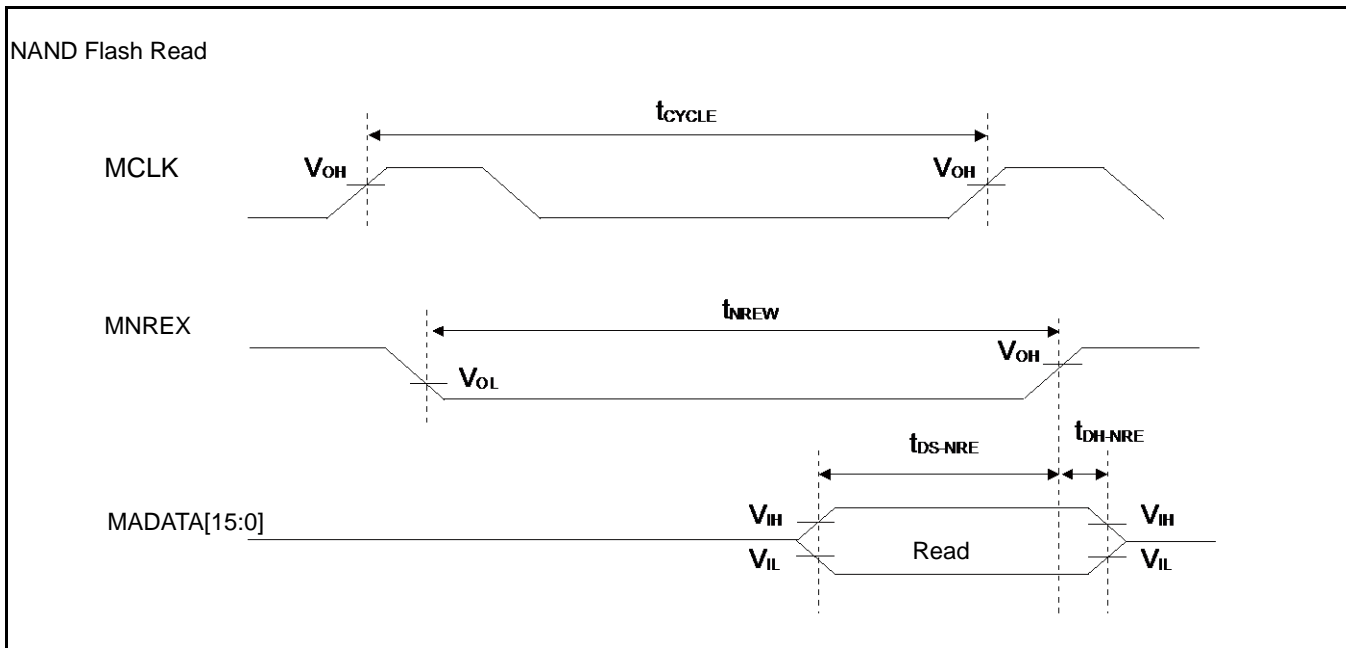 NAND Flash Read
tCYCLE
MCLK
VOH
VOH
tNREW
MNREX
VOH
VOL
tDS-NRE
tDH-NRE
MADATA[15:0]
VIH
VIH
Read
VIL
VIL